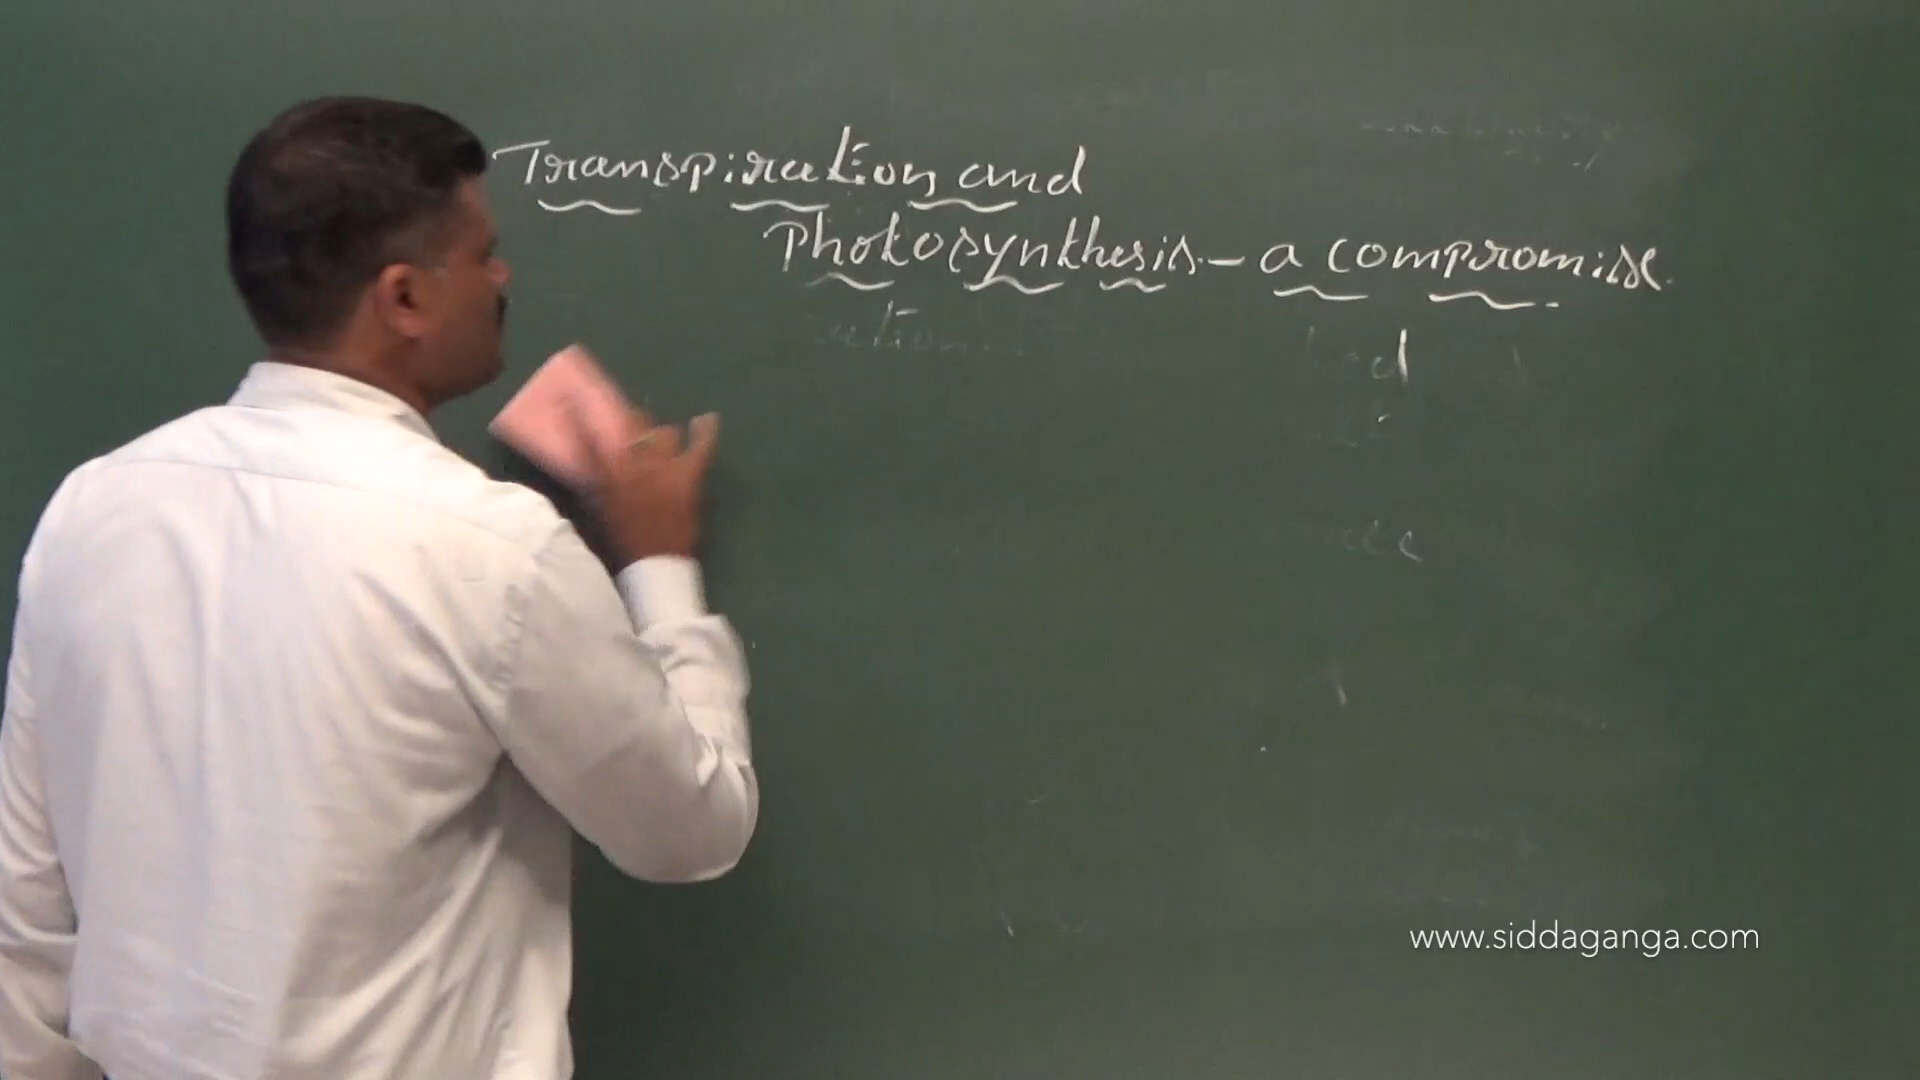 Transpiration and
Photosynthesis - a compromise.
www.siddaganga.com